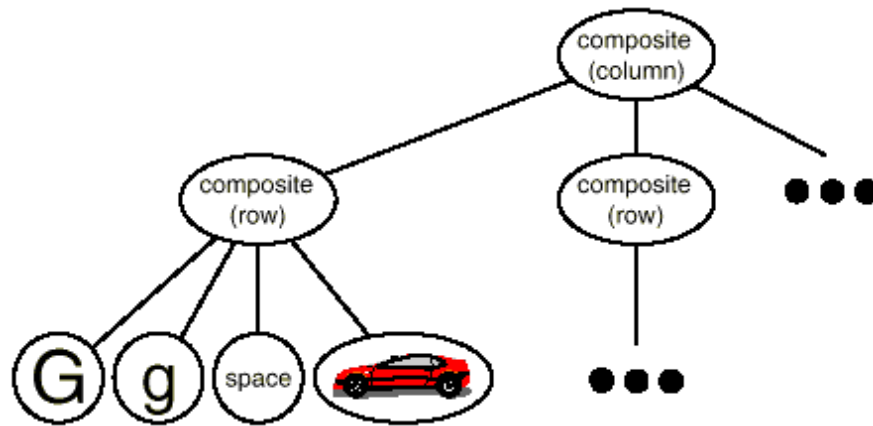 composite
(column)
composite
(row)
composite
(row)
G
g
space